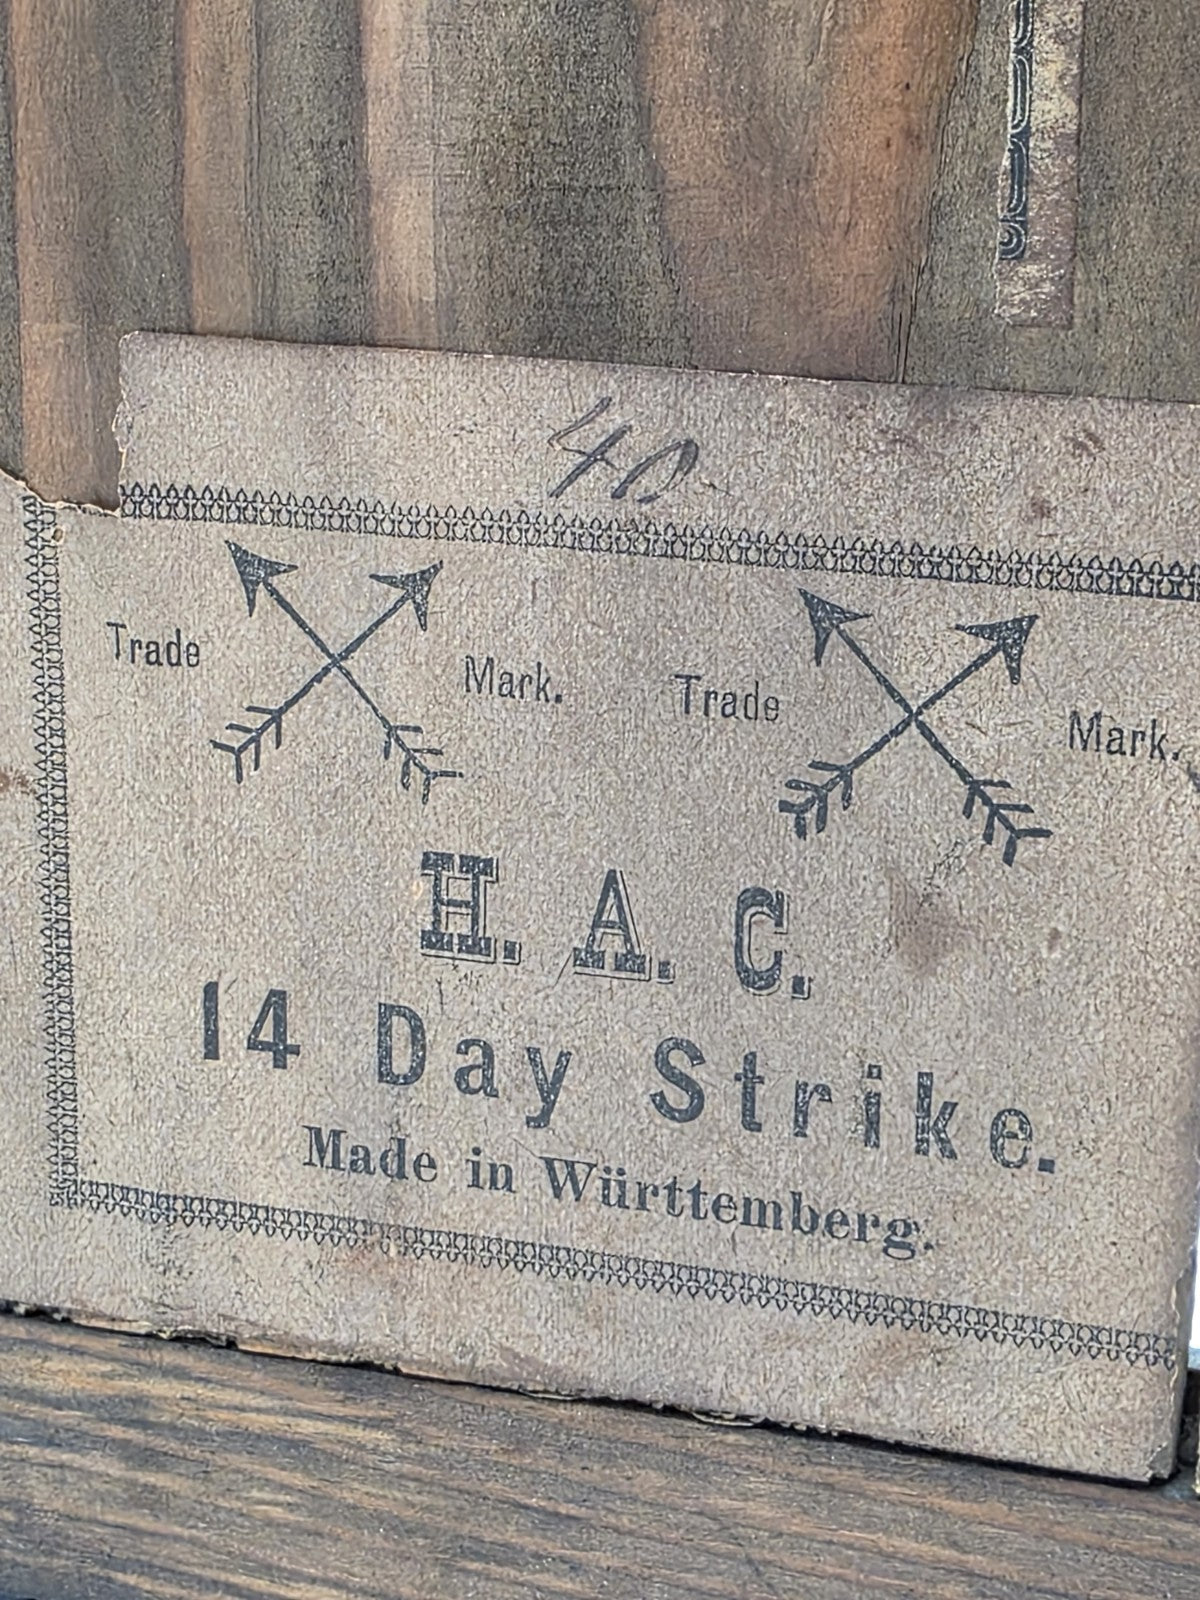 40
Trade Mark. Trade Mark.
H. A. C.
14 Day Strike.
Made in Württemberg.